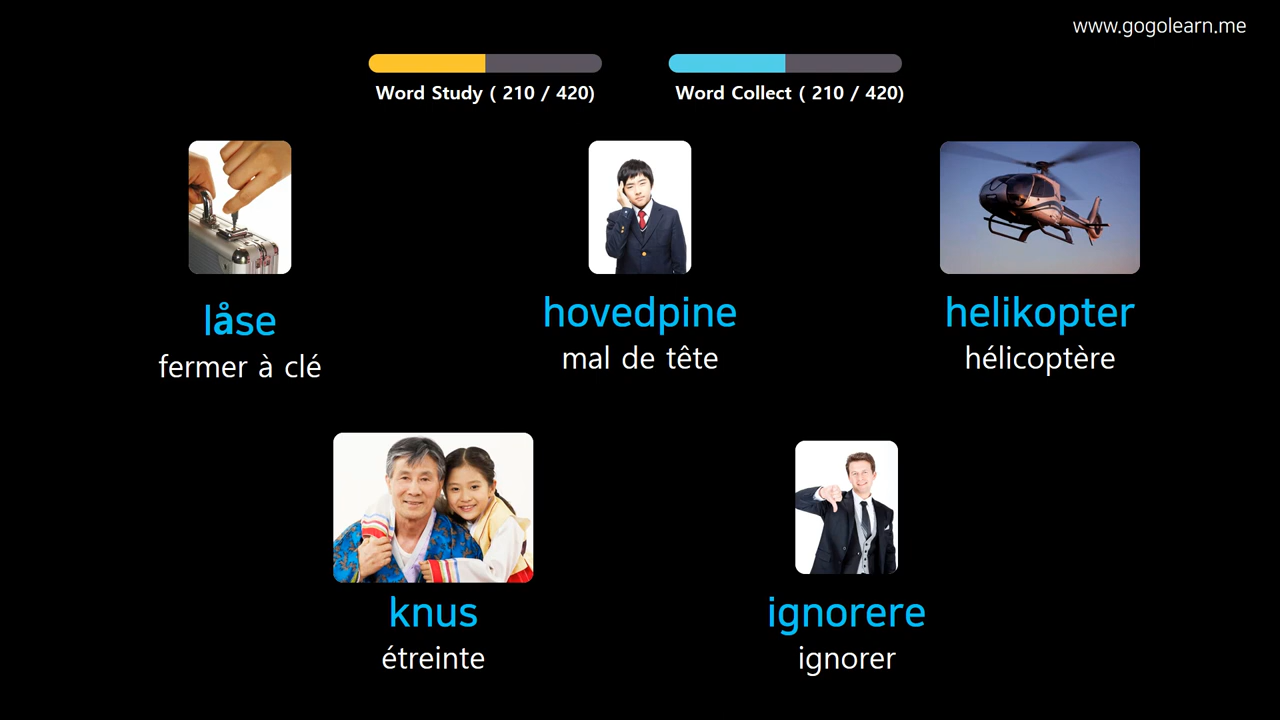 www.gogolearn.me
Word Study ( 210 / 420)
Word Collect ( 210 / 420)
låse
fermer à clé
hovedpine
mal de tête
helikopter
hélicoptère
knus
étreinte
ignorere
ignorer